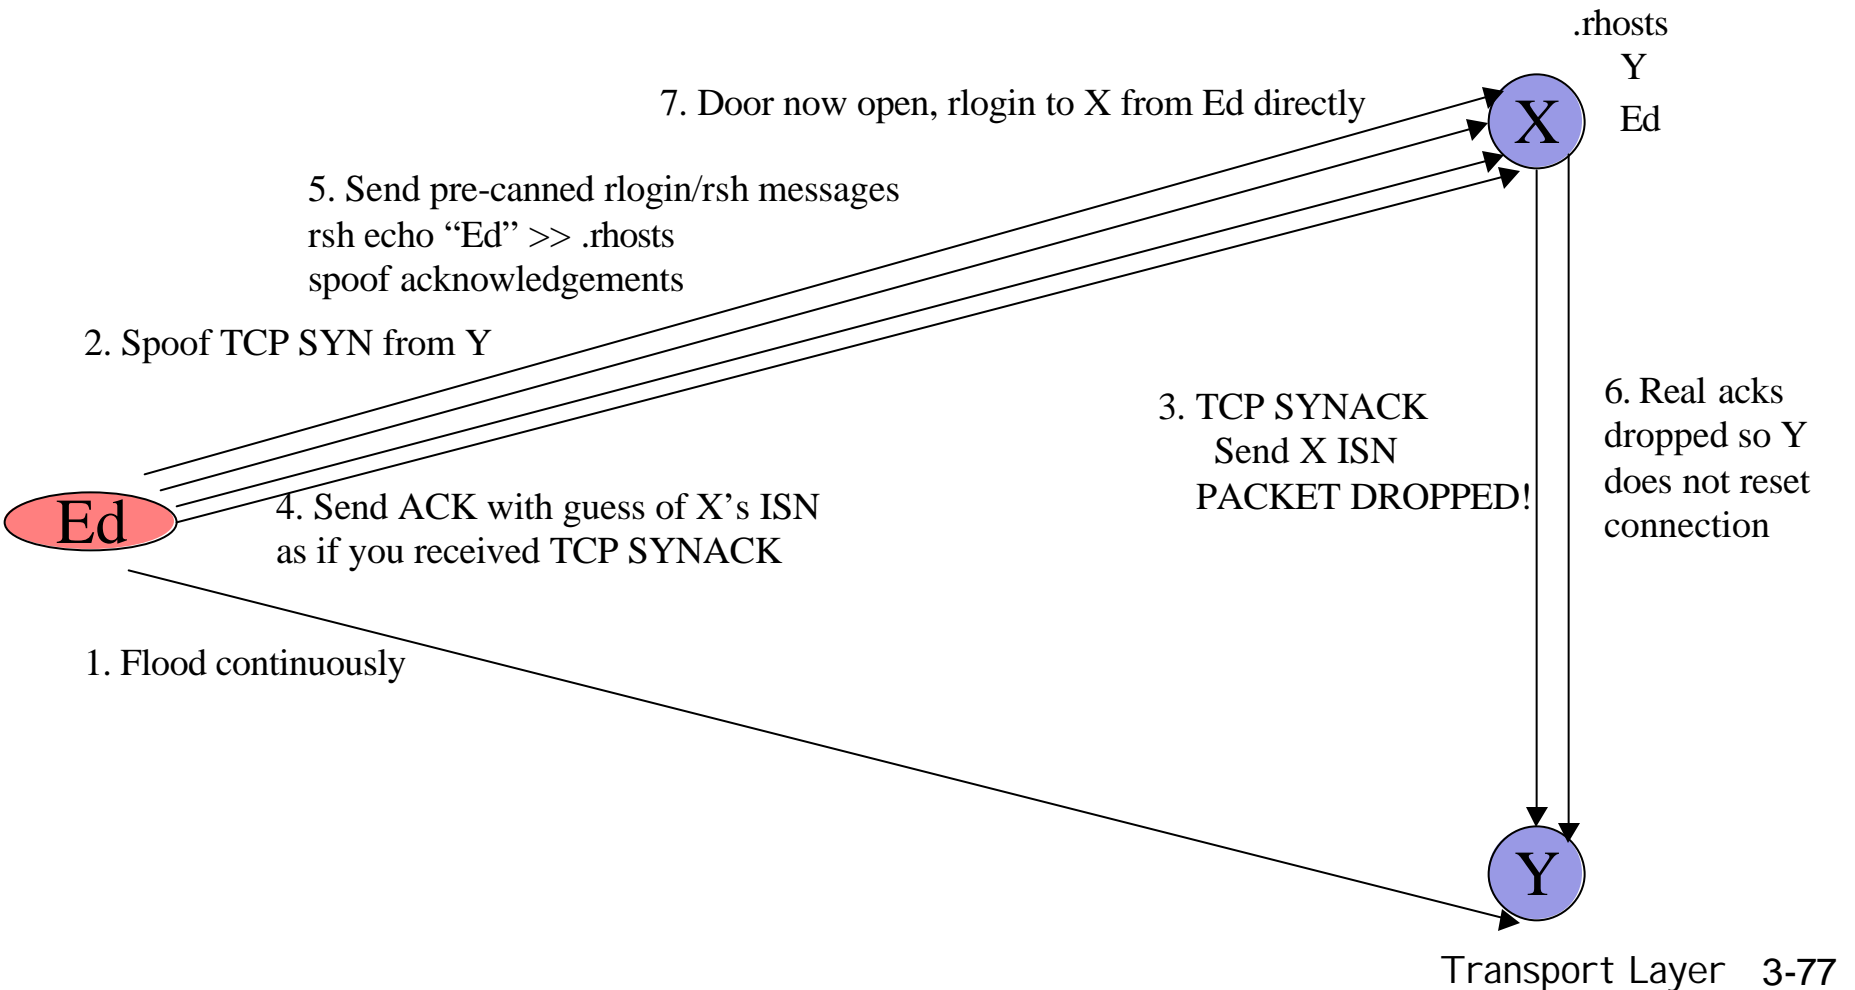 .rhosts
Y
Ed
X
7. Door now open, rlogin to X from Ed directly
5. Send pre-canned rlogin/rsh messages
rsh echo “Ed” >> .rhosts
spoof acknowledgements
2. Spoof TCP SYN from Y
3. TCP SYNACK
Send X ISN
PACKET DROPPED!
6. Real acks
dropped so Y
does not reset
connection
Ed
4. Send ACK with guess of X’s ISN
as if you received TCP SYNACK
1. Flood continuously
Y
Transport Layer 3-77